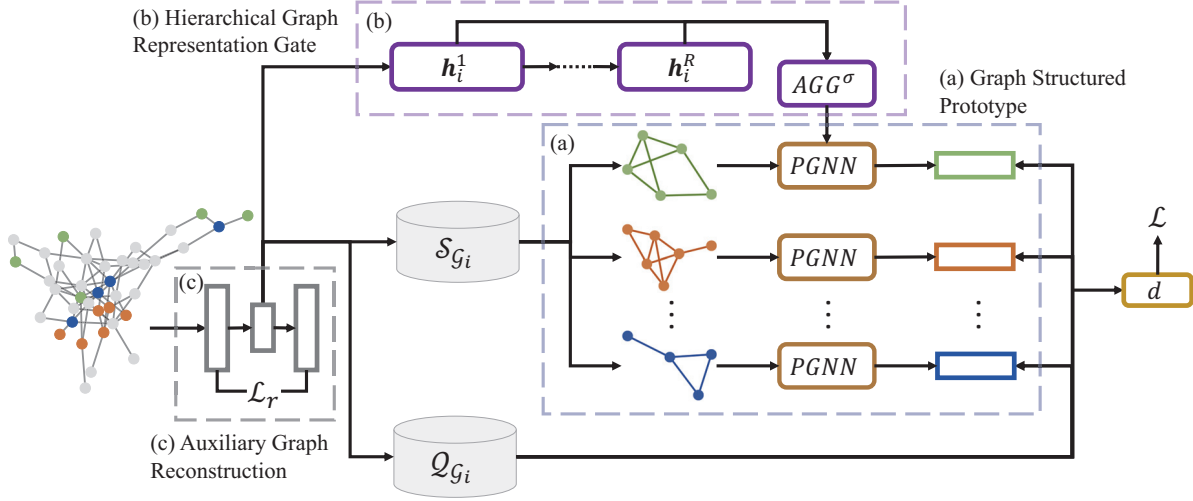 (b) Hierarchical Graph
Representation Gate
(b)
h_i^1
h_i^R
AGG^σ
(a) Graph Structured
Prototype
(a)
PGNN
S_{G_i}
PGNN
L
(c)
d
PGNN
L_r
(c) Auxiliary Graph
Reconstruction
Q_{G_i}